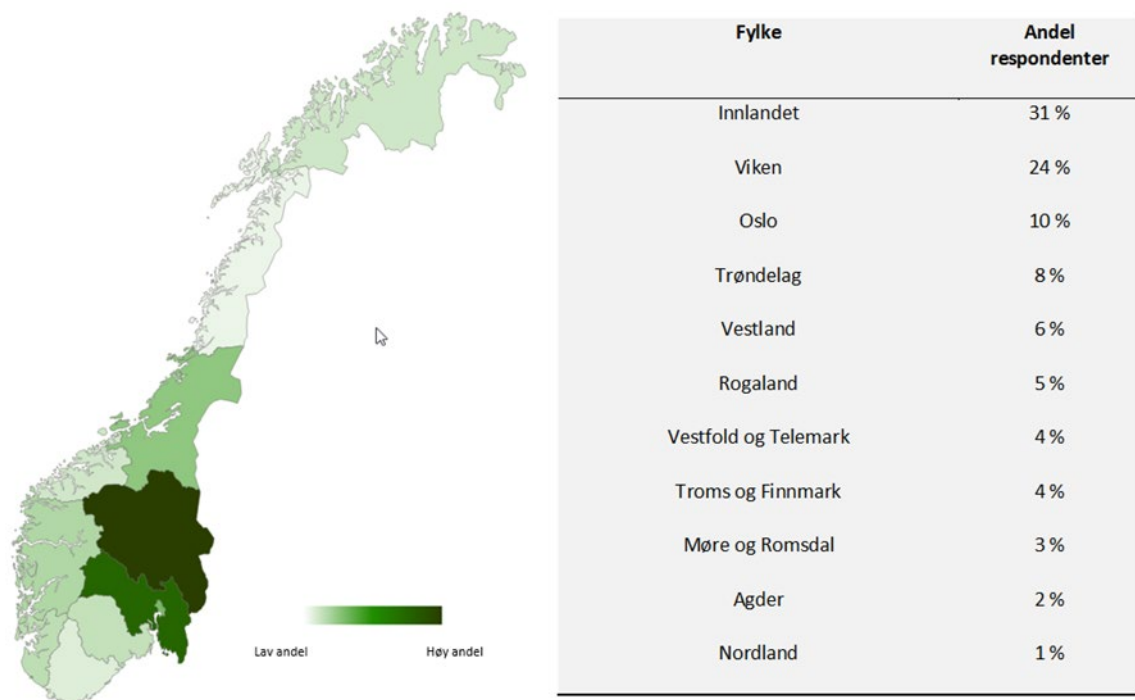 Lav andel
Høy andel
Fylke
Andel
respondenter
Innlandet
31 %
Viken
24 %
Oslo
10 %
Trøndelag
8 %
Vestland
6 %
Rogaland
5 %
Vestfold og Telemark
4 %
Troms og Finnmark
4 %
Møre og Romsdal
3 %
Agder
2 %
Nordland
1 %